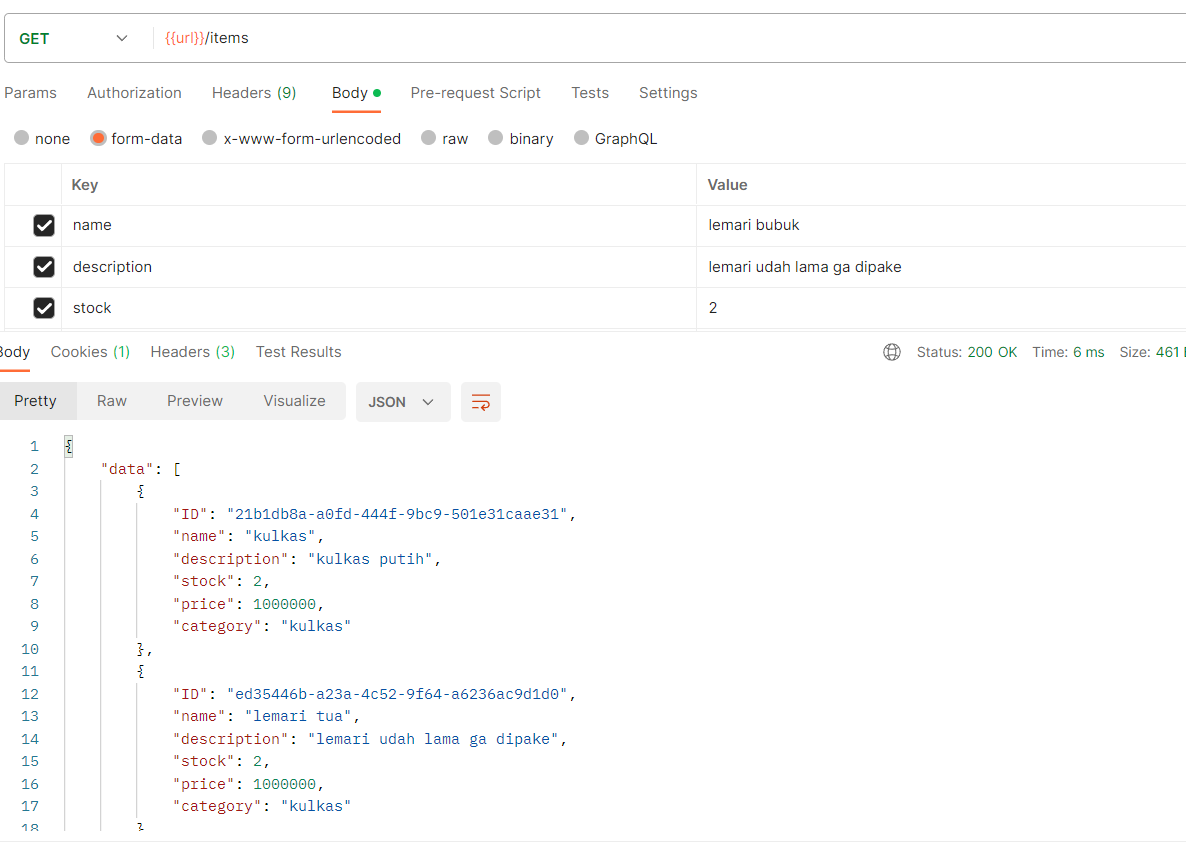 GET {{url}}/items
Params Authorization Headers (9) Body Pre-request Script Tests Settings
none form-data x-www-form-urlencoded raw binary GraphQL
Key Value
name lemari bubuk
description lemari udah lama ga dipake
stock 2
Body Cookies (1) Headers (3) Test Results Status: 200 OK Time: 6 ms Size: 461
Pretty Raw Preview Visualize JSON
1 {
2 "data": [
3 {
4 "ID": "21b1db8a-a0fd-444f-9bc9-501e31caae31",
5 "name": "kulkas",
6 "description": "kulkas putih",
7 "stock": 2,
8 "price": 1000000,
9 "category": "kulkas"
10 },
11 {
12 "ID": "ed35446b-a23a-4c52-9f64-a6236ac9d1d0",
13 "name": "lemari tua",
14 "description": "lemari udah lama ga dipake",
15 "stock": 2,
16 "price": 1000000,
17 "category": "kulkas"
18 }